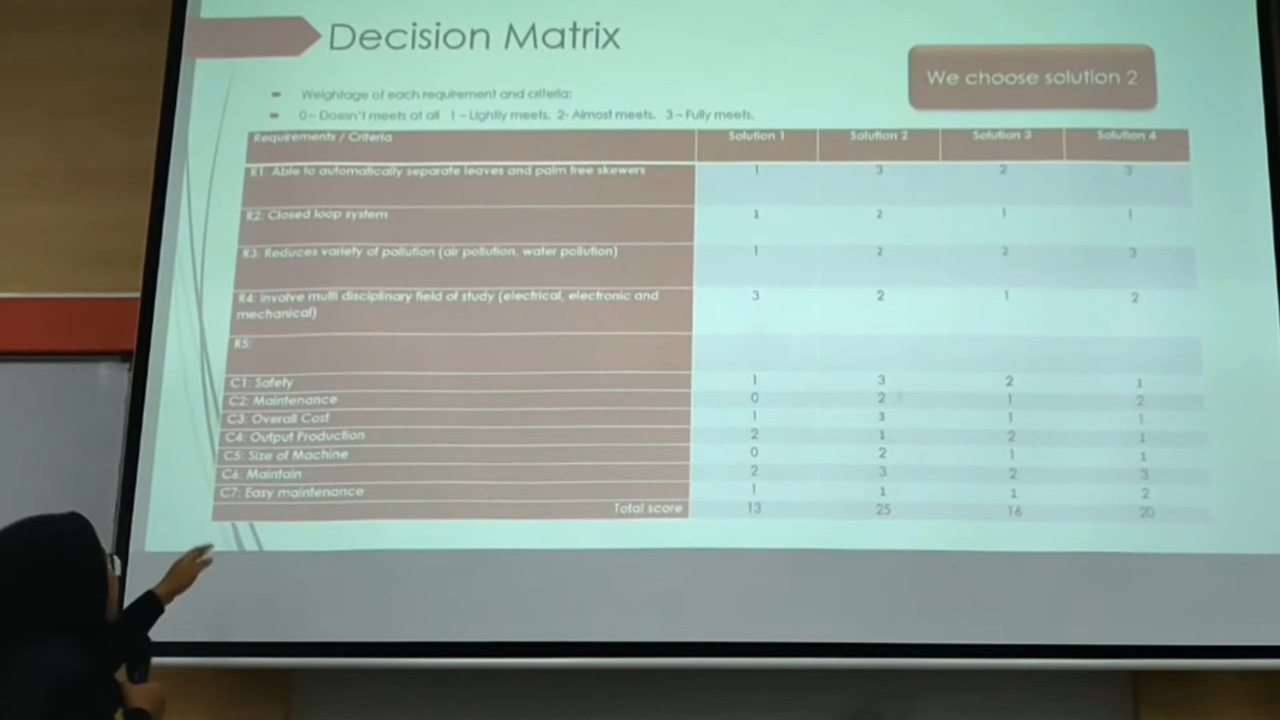 Decision Matrix
We choose solution 2
Weightage of each requirement and criteria:
0 – Doesn't meets at all 1 – Lightly meets. 2- Almost meets. 3 – Fully meets.
Requirements / Criteria Solution 1 Solution 2 Solution 3 Solution 4
R1: Able to automatically separate leaves and palm tree skewers 1 3 2 3
R2: Closed loop system 1 2 1 1
R3: Reduces variety of pollution (air pollution, water pollution) 1 2 2 3
R4: Involve multi disciplinary field of study (electrical, electronic and 3 2 1 2
mechanical)
R5:
C1: Safety 1 3 2 1
C2: Maintenance 0 2 1 2
C3: Overall Cost 1 3 1 1
C4: Output Production 2 1 2 1
C5: Size of Machine 0 2 1 1
C6: Maintain 2 3 2 3
C7: Easy maintenance 1 1 1 2
Total score 13 25 16 20